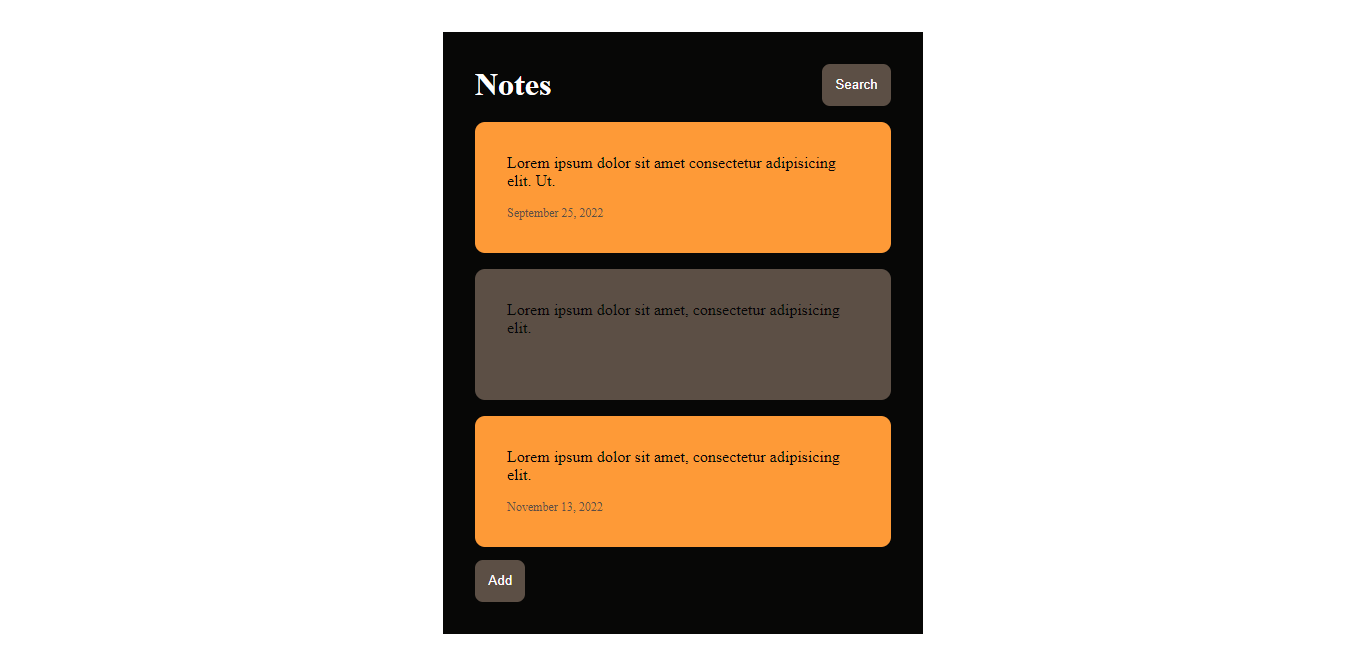 Notes
Search
Lorem ipsum dolor sit amet consectetur adipisicing
elit. Ut.
September 25, 2022
Lorem ipsum dolor sit amet, consectetur adipisicing
elit.
Lorem ipsum dolor sit amet, consectetur adipisicing
elit.
November 13, 2022
Add